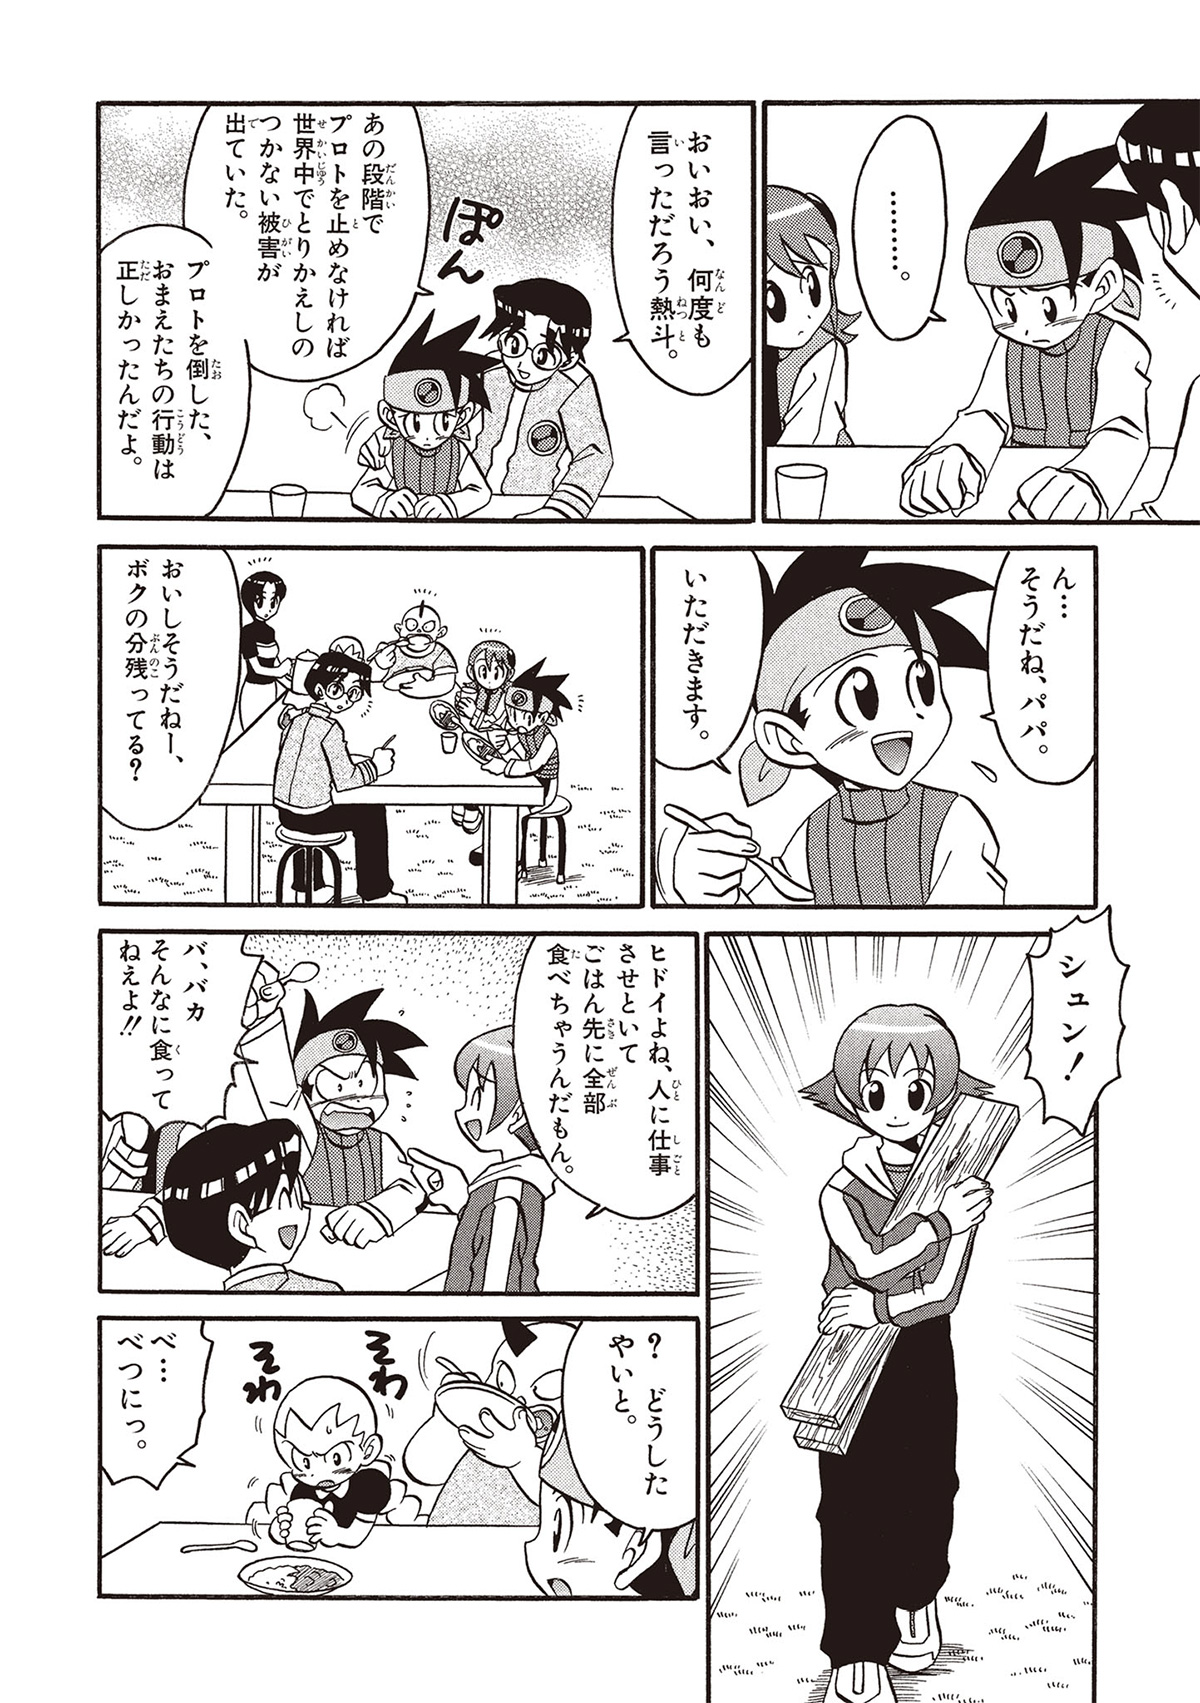 ………。
おいおい、何度も
言っただろう熱斗。
ぽん
あの段階で
プロトを止めなければ
世界中でとりかえしの
つかない被害が
出ていた。
プロトを倒した、
おまえたちの行動は
正しかったんだよ。
ん…
そうだね、パパ。
いただきます。
おいしそうだねー、
ボクの分残ってる?
シュン!
ヒドイよね、人に仕事
させといて
ごはん先に全部
食べちゃうんだもん。
バ、バカ
そんなに食って
ねえよ!!
? どうした
やいと。
そわ
そわ
べ…
べつにっ。